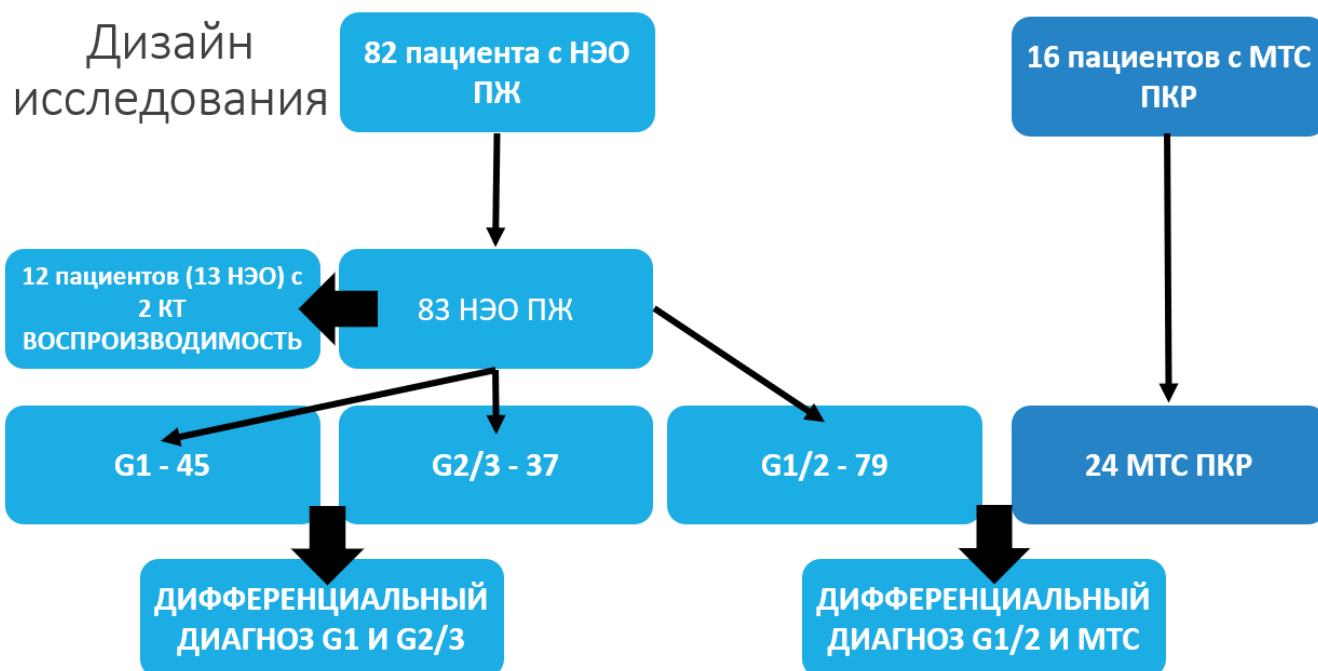 Дизайн
исследования
82 пациента с НЭО
ПЖ
16 пациентов с МТС
ПКР
12 пациентов (13 НЭО) с
2 КТ
ВОСПРОИЗВОДИМОСТЬ
83 НЭО ПЖ
G1 - 45
G2/3 - 37
G1/2 - 79
24 МТС ПКР
ДИФФЕРЕНЦИАЛЬНЫЙ
ДИАГНОЗ G1 И G2/3
ДИФФЕРЕНЦИАЛЬНЫЙ
ДИАГНОЗ G1/2 И МТС